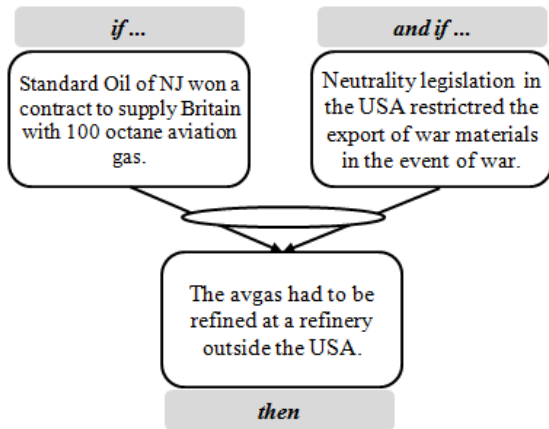 if ...
and if ...
Standard Oil of NJ won a
contract to supply Britain
with 100 octane aviation
gas.
Neutrality legislation in
the USA restrictred the
export of war materials
in the event of war.
The avgas had to be
refined at a refinery
outside the USA.
then